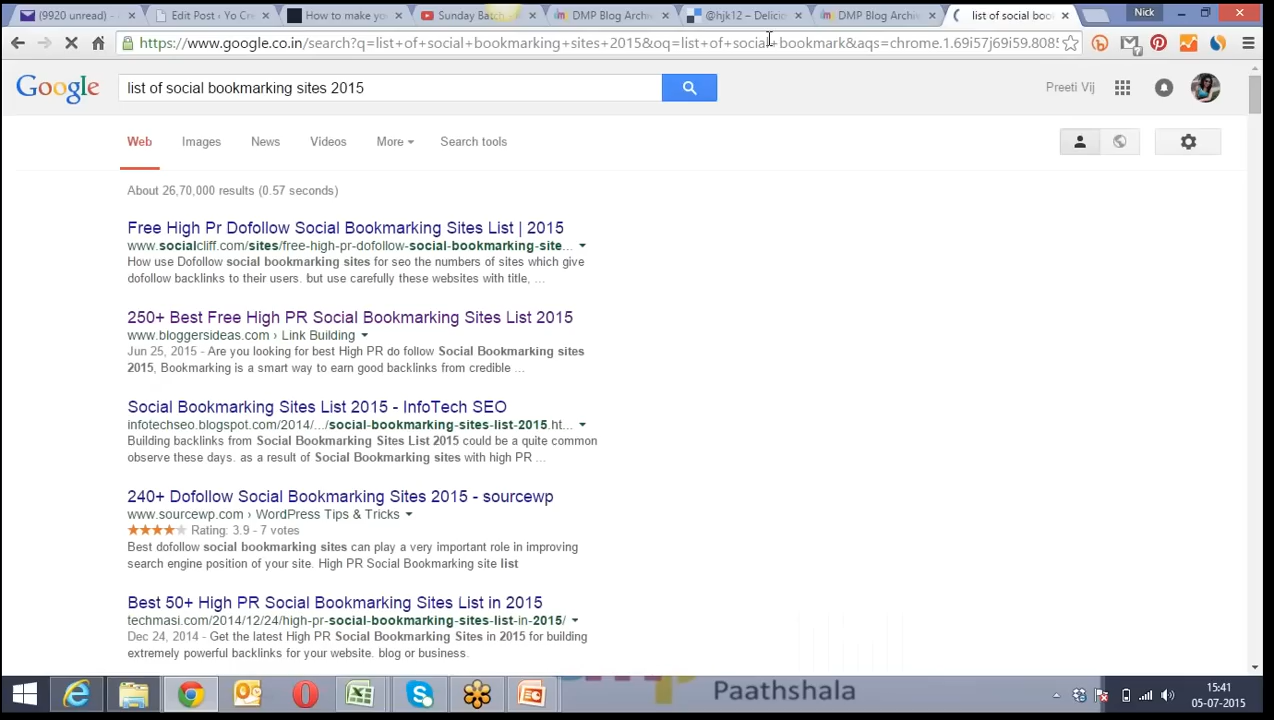 (9920 unread) -
Edit Post ‹ Yo Cr
How to make you
Sunday Batch
DMP Blog Archiv
@hjk12 – Delicio
DMP Blog Archiv
list of social boo
Nick
https://www.google.co.in/search?q=list+of+social+bookmarking+sites+2015&oq=list+of+social+bookmark&aqs=chrome.1.69i57j69i59.8085
Google
list of social bookmarking sites 2015
Preeti Vij
Web
Images
News
Videos
More
Search tools
About 26,70,000 results (0.57 seconds)
Free High Pr Dofollow Social Bookmarking Sites List | 2015
www.socialcliff.com/sites/free-high-pr-dofollow-social-bookmarking-site...
How use Dofollow social bookmarking sites for seo the numbers of sites which give
dofollow backlinks to their users. but use carefully these websites with title, ...
250+ Best Free High PR Social Bookmarking Sites List 2015
www.bloggersideas.com › Link Building
Jun 25, 2015 - Are you looking for best High PR do follow Social Bookmarking sites
2015, Bookmarking is a smart way to earn good backlinks from credible ...
Social Bookmarking Sites List 2015 - InfoTech SEO
infotechseo.blogspot.com/2014/.../social-bookmarking-sites-list-2015.ht...
Building backlinks from Social Bookmarking Sites List 2015 could be a quite common
observe these days. as a result of Social Bookmarking sites with high PR ...
240+ Dofollow Social Bookmarking Sites 2015 - sourcewp
www.sourcewp.com › WordPress Tips & Tricks
Rating: 3.9 - 7 votes
Best dofollow social bookmarking sites can play a very important role in improving
search engine position of your site. High PR Social Bookmarking site list
Best 50+ High PR Social Bookmarking Sites List in 2015
techmasi.com/2014/12/24/high-pr-social-bookmarking-sites-list-in-2015/
Dec 24, 2014 - Get the latest High PR Social Bookmarking Sites in 2015 for building
extremely powerful backlinks for your website. blog or business.
Paathshala
15:41
05-07-2015